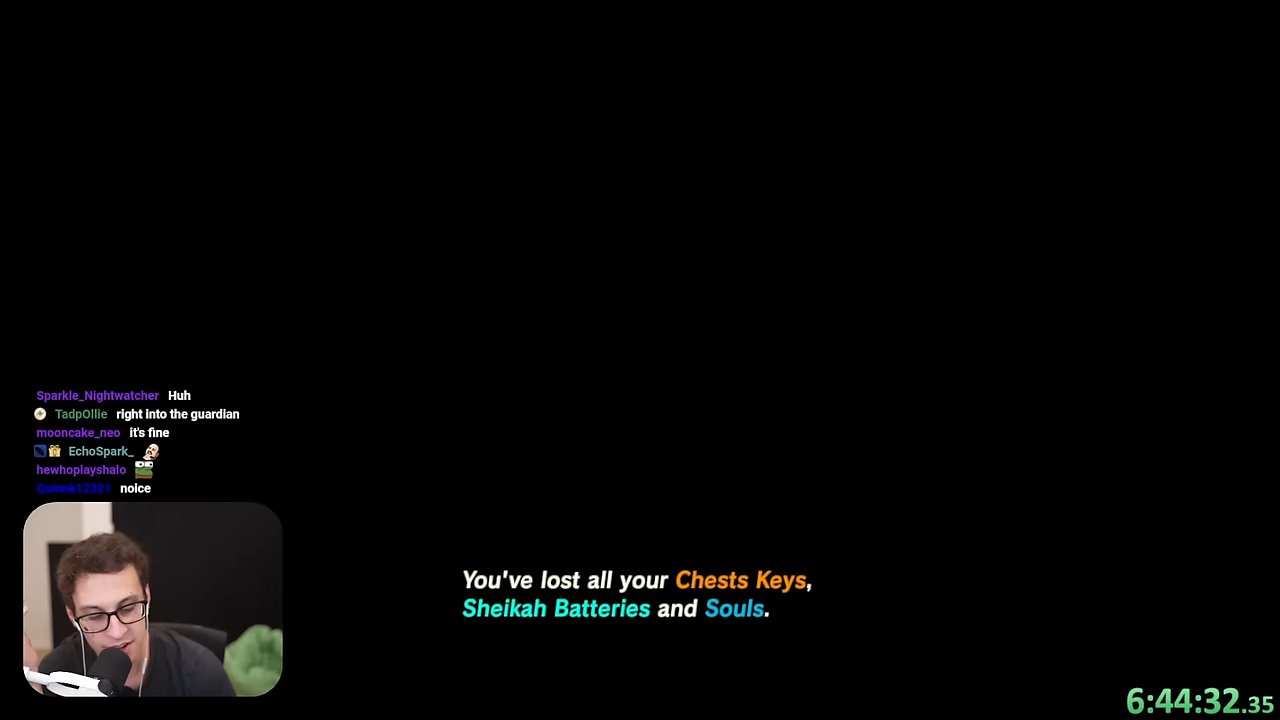 Sparkle_Nightwatcher Huh
TadpOllie right into the guardian
mooncake_neo it's fine
EchoSpark_
hewhoplayshalo
noice
You've lost all your Chests Keys,
Sheikah Batteries and Souls.
6:44:32.35